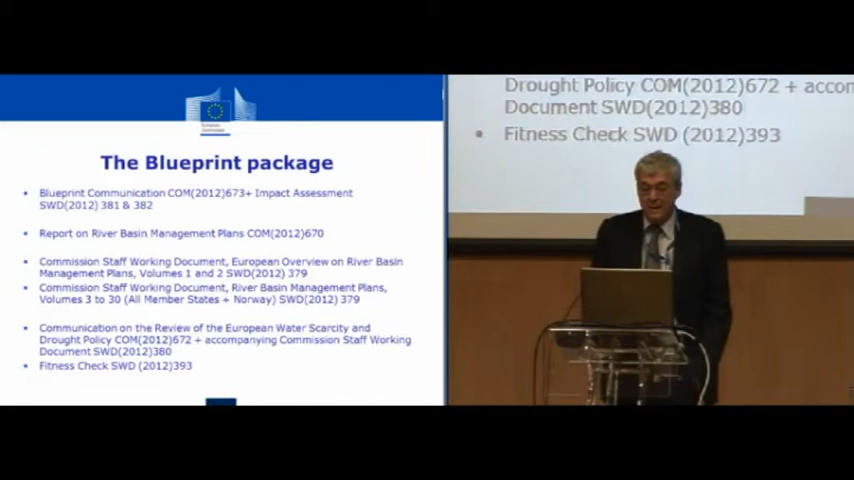 European
Commission
The Blueprint package
• Blueprint Communication COM(2012)673+ Impact Assessment
SWD(2012) 381 & 382
• Report on River Basin Management Plans COM(2012)670
• Commission Staff Working Document, European Overview on River Basin
Management Plans, Volumes 1 and 2 SWD(2012) 379
• Commission Staff Working Document, River Basin Management Plans,
Volumes 3 to 30 (All Member States + Norway) SWD(2012) 379
• Communication on the Review of the European Water Scarcity and
Drought Policy COM(2012)672 + accompanying Commission Staff Working
Document SWD(2012)380
• Fitness Check SWD (2012)393
Drought Policy COM(2012)672 + accom
Document SWD(2012)380
• Fitness Check SWD (2012)393